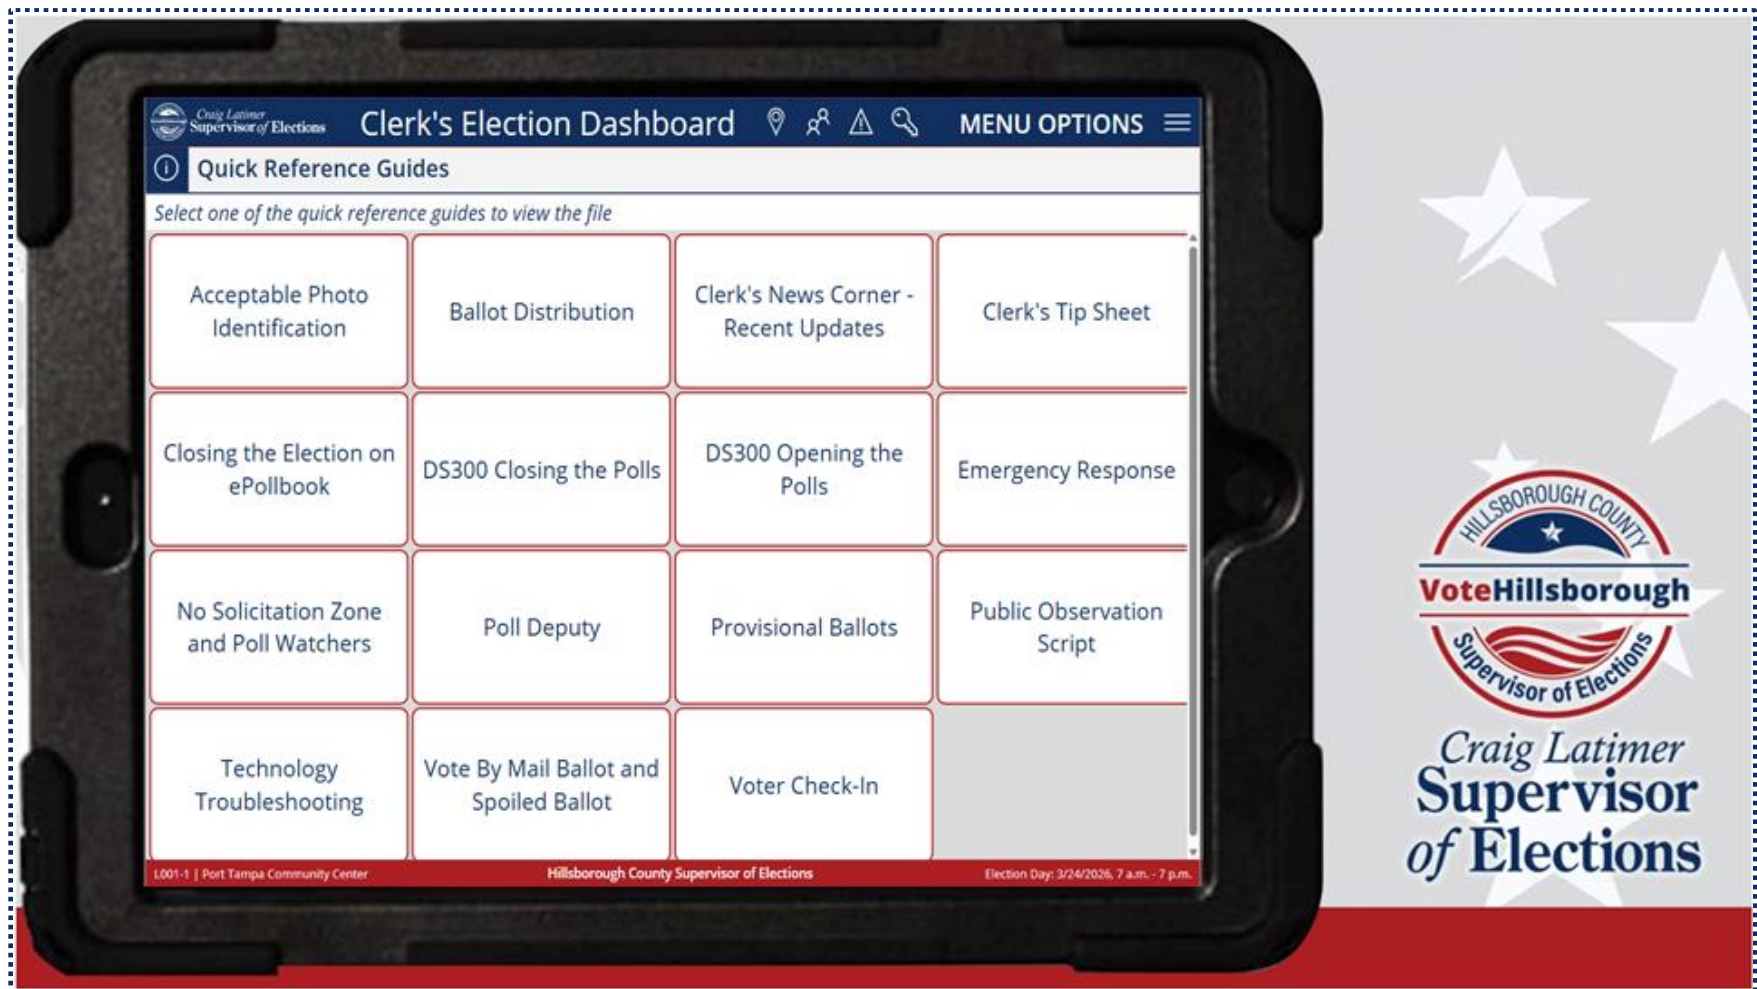 Craig Latimer
Supervisor of Elections
Clerk's Election Dashboard
MENU OPTIONS
Quick Reference Guides
Select one of the quick reference guides to view the file
Acceptable Photo
Identification
Ballot Distribution
Clerk's News Corner -
Recent Updates
Clerk's Tip Sheet
Closing the Election on
ePollbook
DS300 Closing the Polls
DS300 Opening the
Polls
Emergency Response
No Solicitation Zone
and Poll Watchers
Poll Deputy
Provisional Ballots
Public Observation
Script
Technology
Troubleshooting
Vote By Mail Ballot and
Spoiled Ballot
Voter Check-In
L001-1 | Port Tampa Community Center
Hillsborough County Supervisor of Elections
Election Day: 3/24/2026, 7 a.m. - 7 p.m.
HILLSBOROUGH COUNTY
VoteHillsborough
Supervisor of Elections
Craig Latimer
Supervisor
of Elections